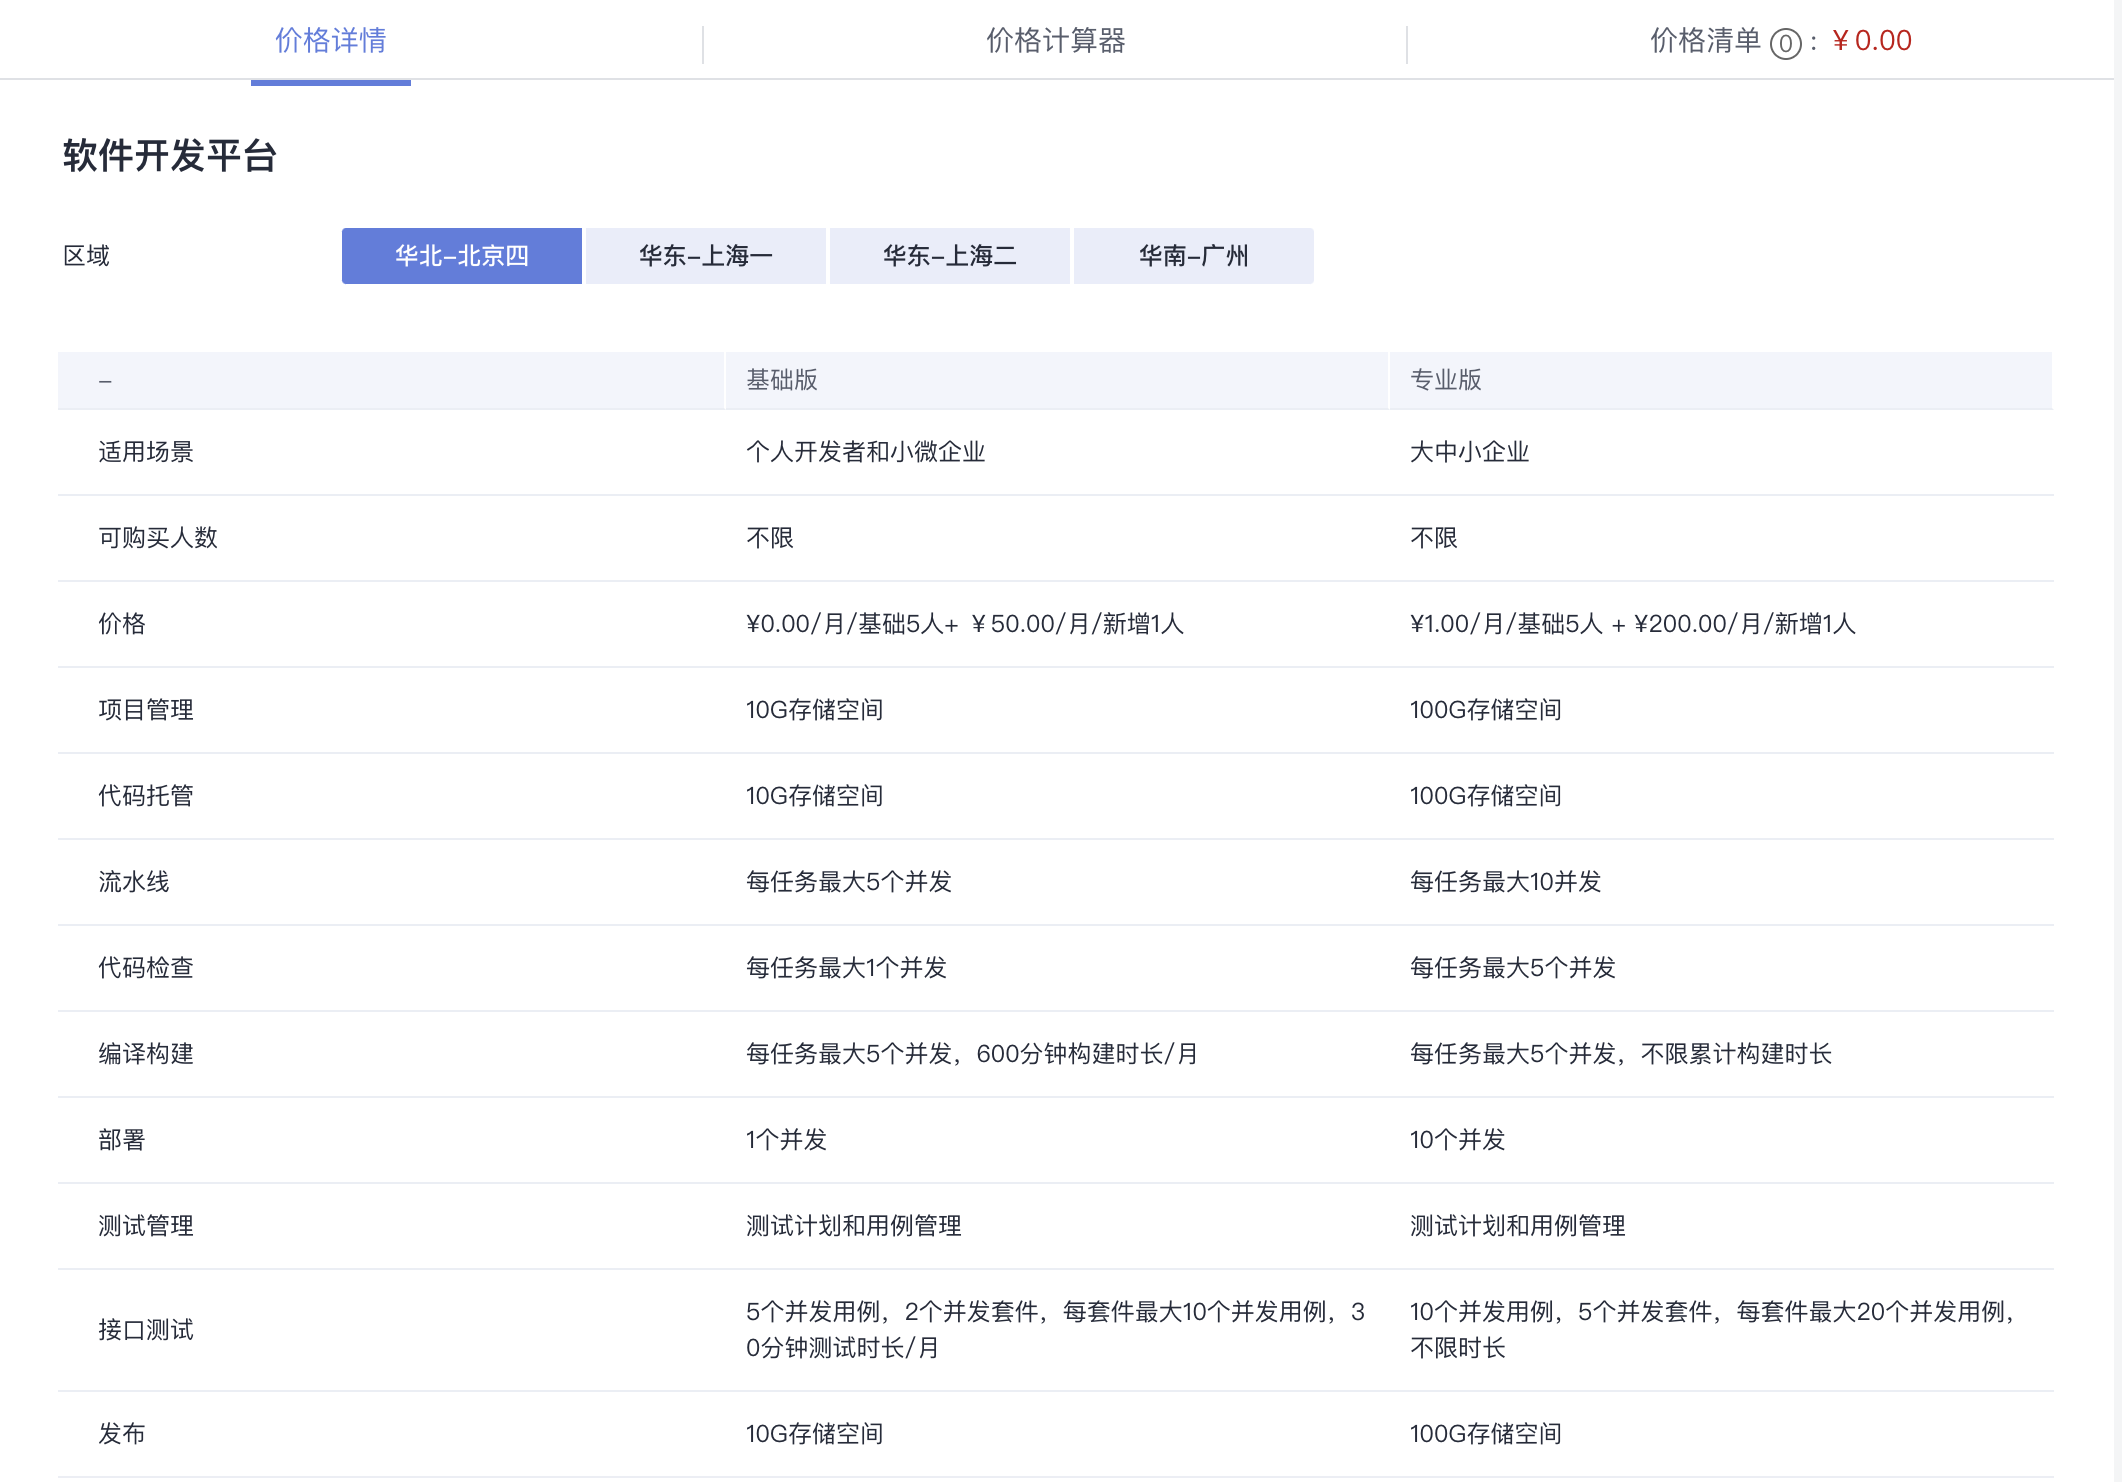 价格详情
价格计算器
价格清单 0 : ¥0.00
软件开发平台
区域
华北-北京四
华东-上海一
华东-上海二
华南-广州
-
基础版
专业版
适用场景
个人开发者和小微企业
大中小企业
可购买人数
不限
不限
价格
¥0.00/月/基础5人+ ¥50.00/月/新增1人
¥1.00/月/基础5人 + ¥200.00/月/新增1人
项目管理
10G存储空间
100G存储空间
代码托管
10G存储空间
100G存储空间
流水线
每任务最大5个并发
每任务最大10并发
代码检查
每任务最大1个并发
每任务最大5个并发
编译构建
每任务最大5个并发，600分钟构建时长/月
每任务最大5个并发，不限累计构建时长
部署
1个并发
10个并发
测试管理
测试计划和用例管理
测试计划和用例管理
接口测试
5个并发用例，2个并发套件，每套件最大10个并发用例，3
0分钟测试时长/月
10个并发用例，5个并发套件，每套件最大20个并发用例，
不限时长
发布
10G存储空间
100G存储空间